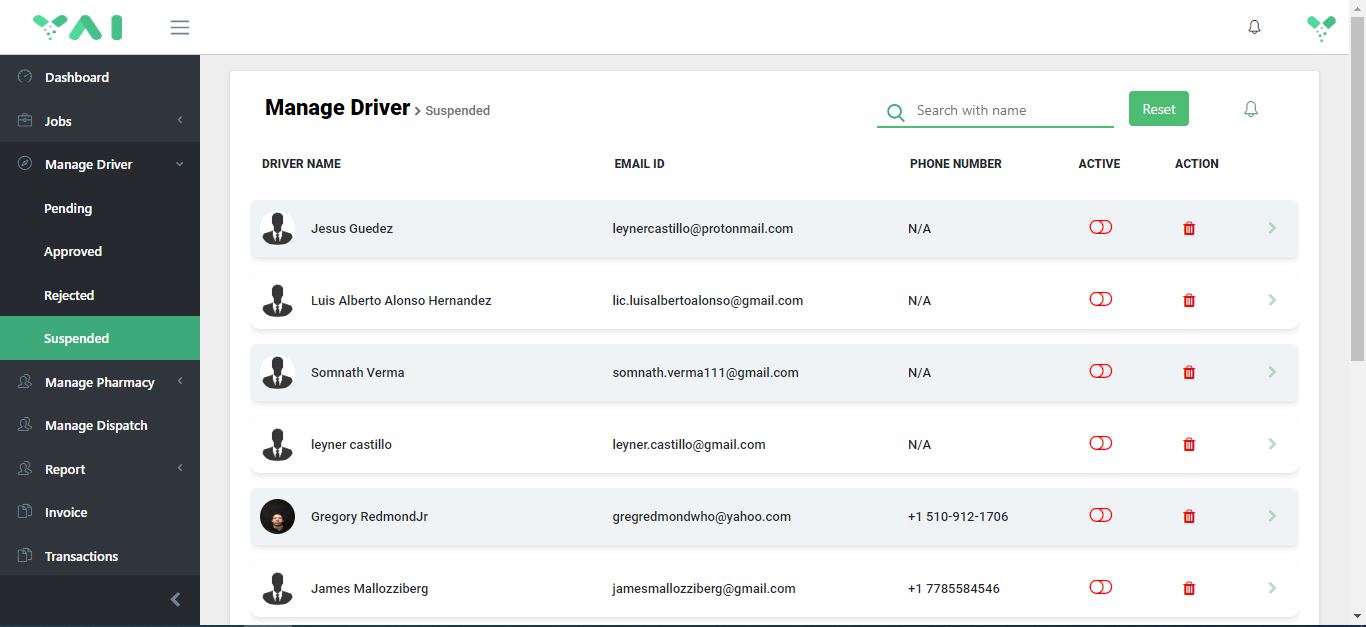 YAI
Dashboard
Jobs
Manage Driver
Pending
Approved
Rejected
Suspended
Manage Pharmacy
Manage Dispatch
Report
Invoice
Transactions
Manage Driver > Suspended
Search with name
Reset
DRIVER NAME EMAIL ID PHONE NUMBER ACTIVE ACTION
Jesus Guedez leynercastillo@protonmail.com N/A
Luis Alberto Alonso Hernandez lic.luisalbertoalonso@gmail.com N/A
Somnath Verma somnath.verma111@gmail.com N/A
leyner castillo leyner.castillo@gmail.com N/A
Gregory RedmondJr gregredmondwho@yahoo.com +1 510-912-1706
James Mallozziberg jamesmallozziberg@gmail.com +1 7785584546